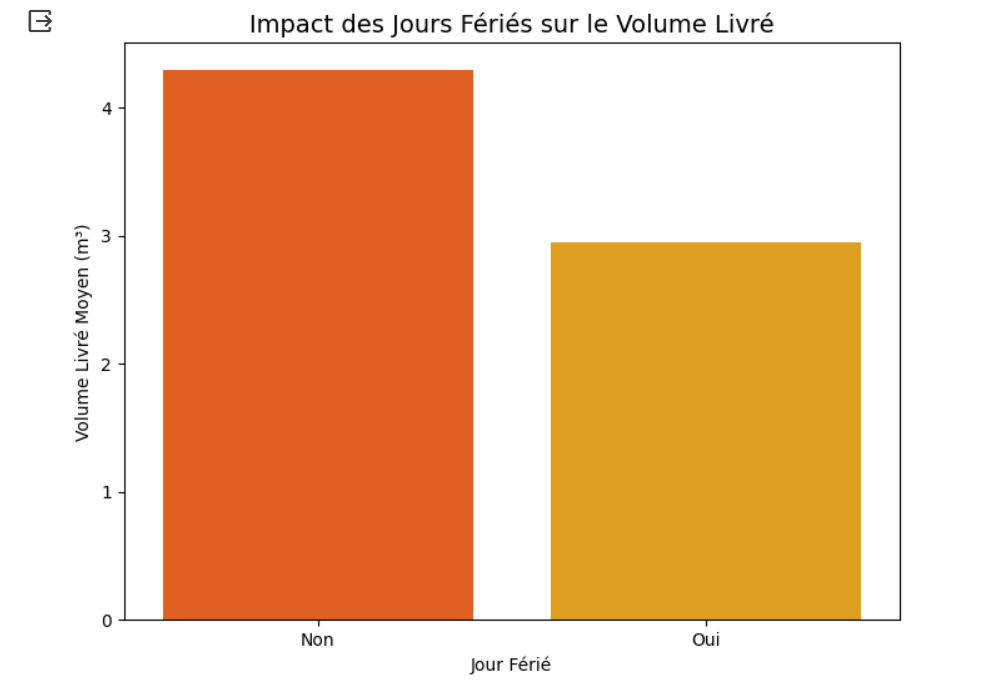 Impact des Jours Fériés sur le Volume Livré
Volume Livré Moyen (m³)
4
3
2
1
0
Non
Oui
Jour Férié